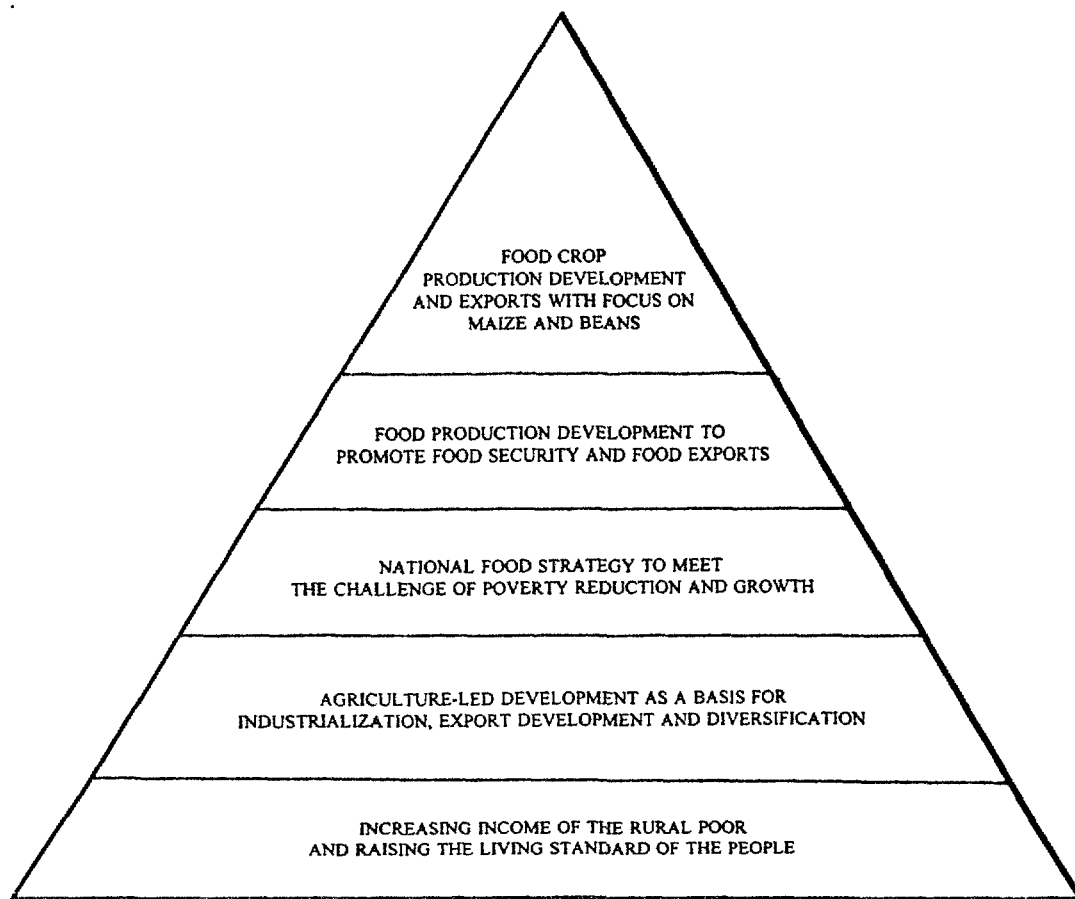 FOOD CROP
PRODUCTION DEVELOPMENT
AND EXPORTS WITH FOCUS ON
MAIZE AND BEANS
FOOD PRODUCTION DEVELOPMENT TO
PROMOTE FOOD SECURITY AND FOOD EXPORTS
NATIONAL FOOD STRATEGY TO MEET
THE CHALLENGE OF POVERTY REDUCTION AND GROWTH
AGRICULTURE-LED DEVELOPMENT AS A BASIS FOR
INDUSTRIALIZATION, EXPORT DEVELOPMENT AND DIVERSIFICATION
INCREASING INCOME OF THE RURAL POOR
AND RAISING THE LIVING STANDARD OF THE PEOPLE